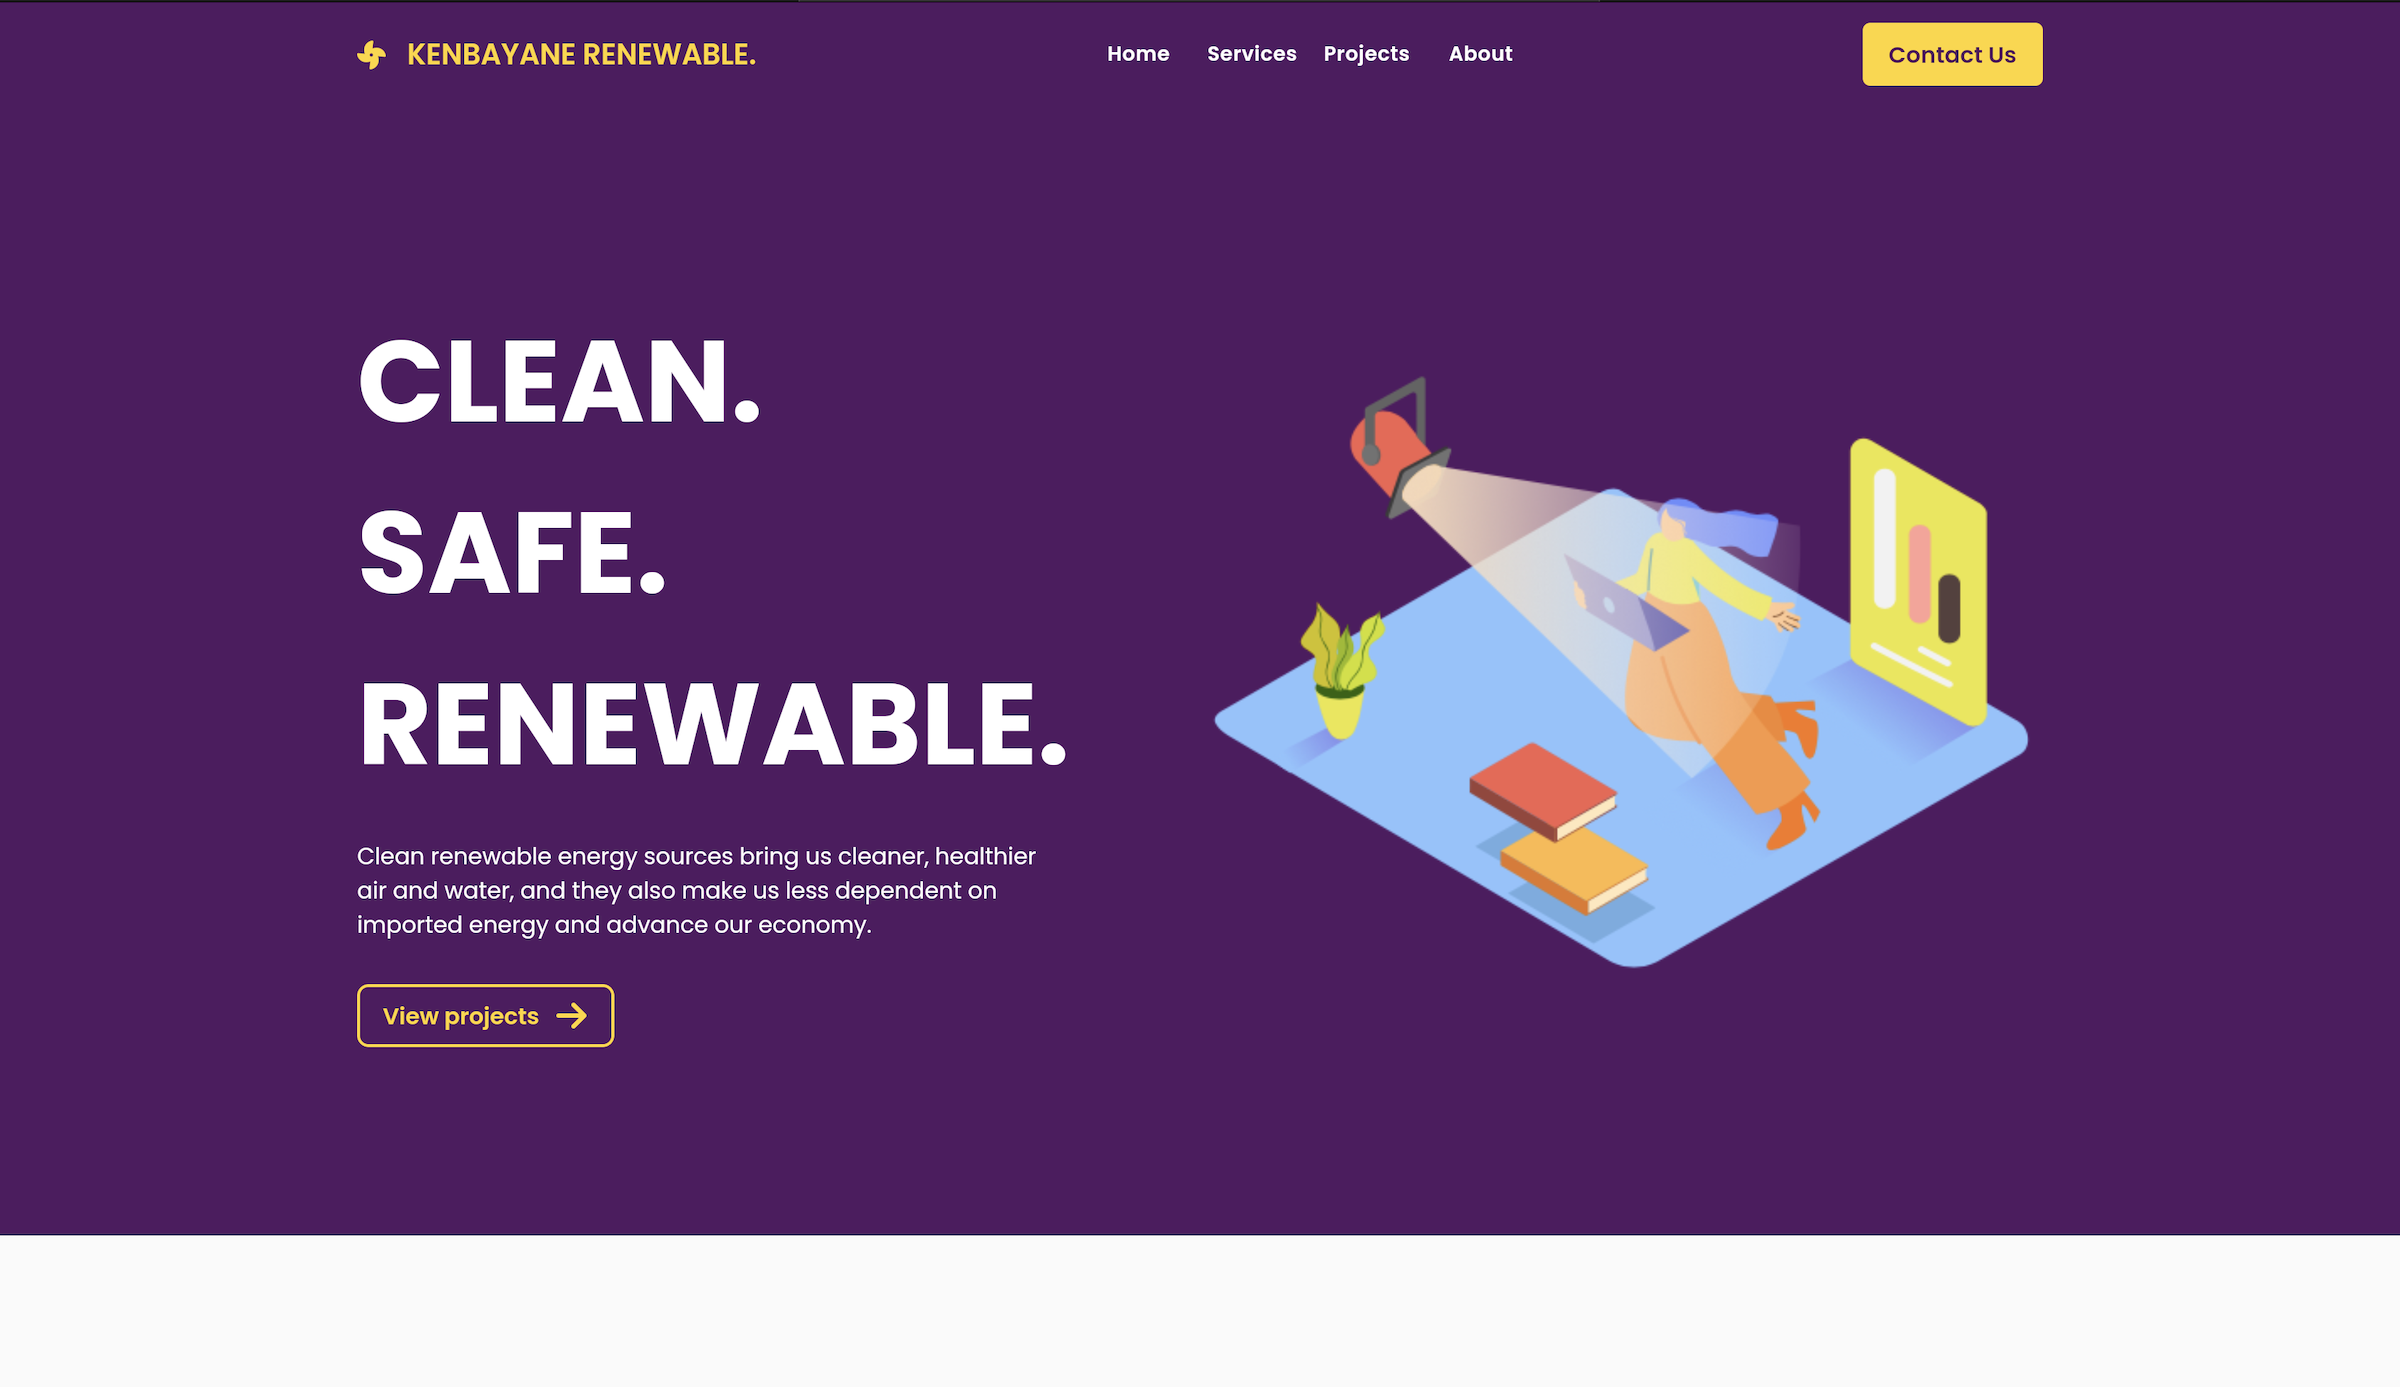 KENBAYANE RENEWABLE.
Home Services Projects About
Contact Us
CLEAN.
SAFE.
RENEWABLE.
Clean renewable energy sources bring us cleaner, healthier
air and water, and they also make us less dependent on
imported energy and advance our economy.
View projects